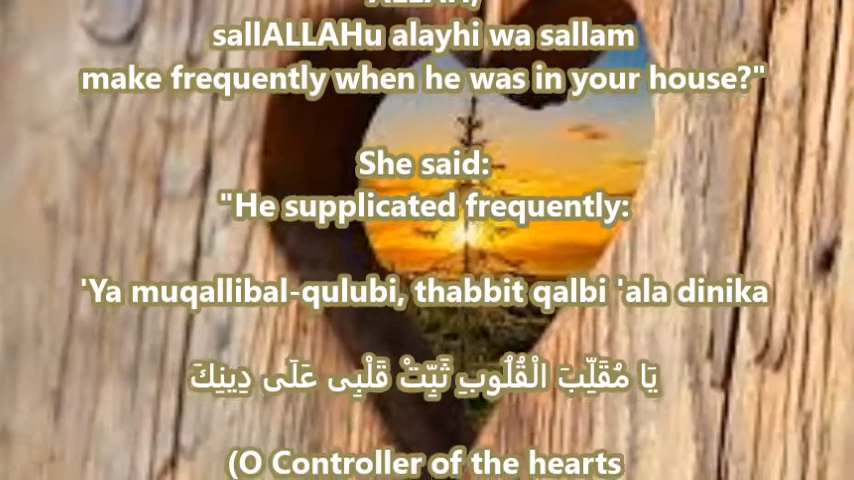 ALLAH,
sallALLAHu alayhi wa sallam
make frequently when he was in your house?"
She said:
"He supplicated frequently:
'Ya muqallibal-qulubi, thabbit qalbi 'ala dinika
يَا مُقَلِّبَ الْقُلُوبِ ثَبِّتْ قَلْبِى عَلَى دِينِكَ
(O Controller of the hearts